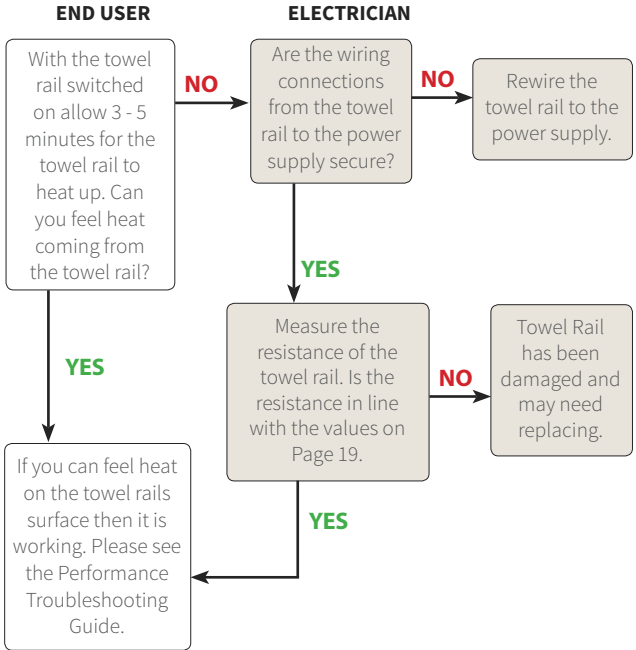 END USER
ELECTRICIAN
With the towel
rail switched
on allow 3 - 5
minutes for the
towel rail to
heat up. Can
you feel heat
coming from
the towel rail?
NO
Are the wiring
connections
from the towel
rail to the power
supply secure?
NO
Rewire the
towel rail to the
power supply.
YES
YES
Measure the
resistance of the
towel rail. Is the
resistance in line
with the values on
Page 19.
NO
Towel Rail
has been
damaged and
may need
replacing.
If you can feel heat
on the towel rails
surface then it is
working. Please see
the Performance
Troubleshooting
Guide.
YES